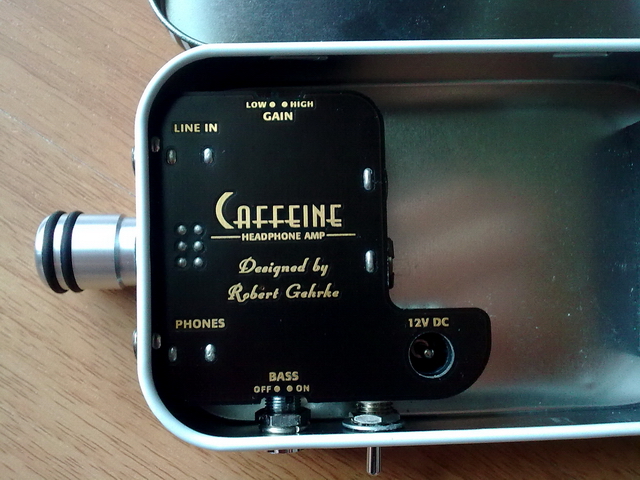 LOW HIGH
GAIN
LINE IN
CAFFEINE
HEADPHONE AMP
Designed by
Robert Gehrke
PHONES
12V DC
BASS
OFF ON